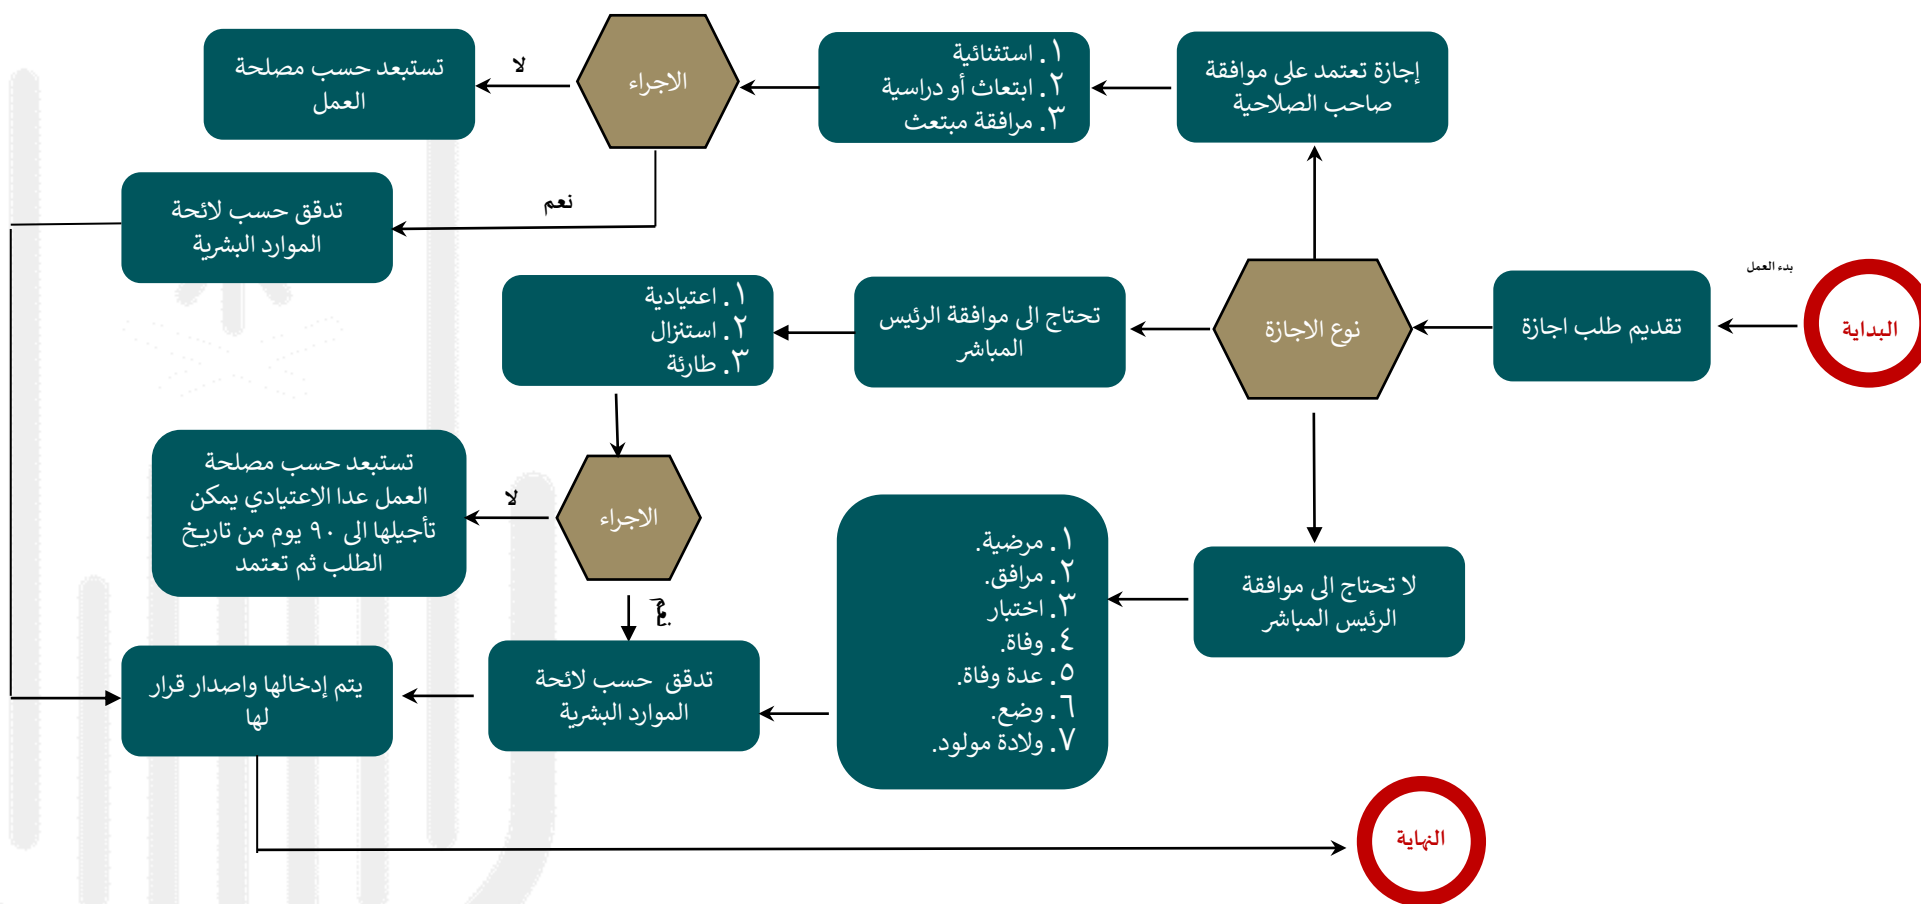 البداية
بدء العمل
تقديم طلب اجازة
نوع الاجازة
إجازة تعتمد على موافقة
صاحب الصلاحية
١. استثنائية
٢. ابتعاث أو دراسية
٣. مرافقة مبتعث
الاجراء
لا
تستبعد حسب مصلحة
العمل
نعم
تدقق حسب لائحة
الموارد البشرية
تحتاج الى موافقة الرئيس
المباشر
١. اعتيادية
٢. استنزال
٣. طارئة
الاجراء
لا
تستبعد حسب مصلحة
العمل عدا الاعتيادي يمكن
تأجيلها الى ٩٠ يوم من تاريخ
الطلب ثم تعتمد
نعم
لا تحتاج الى موافقة
الرئيس المباشر
١. مرضية.
٢. مرافق.
٣. اختبار
٤. وفاة.
٥. عدة وفاة.
٦. وضع.
٧. ولادة مولود.
تدقق حسب لائحة
الموارد البشرية
يتم إدخالها واصدار قرار
لها
النهاية